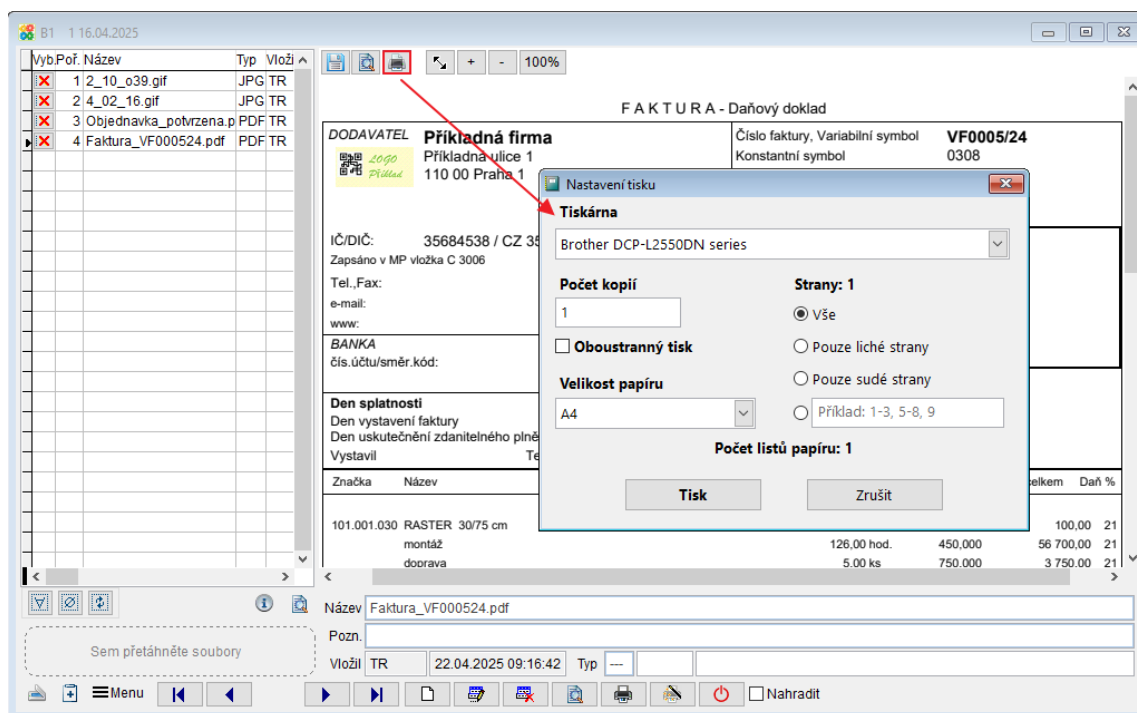 B1 1 16.04.2025
Vyb. Poř. Název Typ Vloži
1 2_10_o39.gif JPG TR
2 4_02_16.gif JPG TR
3 Objednavka_potvrzena.p PDF TR
4 Faktura_VF000524.pdf PDF TR
+ - 100%
F A K T U R A - Daňový doklad
DODAVATEL Příkladná firma
Příkladná ulice 1
110 00 Praha 1
LOGO
Příklad
Číslo faktury, Variabilní symbol VF0005/24
Konstantní symbol 0308
IČ/DIČ: 35684538 / CZ 35
Zapsáno v MP vložka C 3006
Tel.,Fax:
e-mail:
www:
BANKA
čís.účtu/směr.kód:
Den splatnosti
Den vystavení faktury
Den uskutečnění zdanitelného plně
Vystavil Te
Značka Název elkem Daň %
101.001.030 RASTER 30/75 cm 100,00 21
montáž 126,00 hod. 450,000 56 700,00 21
doprava 5.00 ks 750.000 3 750.00 21
Nastavení tisku
Tiskárna
Brother DCP-L2550DN series
Počet kopií Strany: 1
1 Vše
Oboustranný tisk Pouze liché strany
Velikost papíru Pouze sudé strany
A4 Příklad: 1-3, 5-8, 9
Počet listů papíru: 1
Tisk Zrušit
Název Faktura_VF000524.pdf
Sem přetáhněte soubory
Pozn.
Vložil TR 22.04.2025 09:16:42 Typ ---
Menu Nahradit